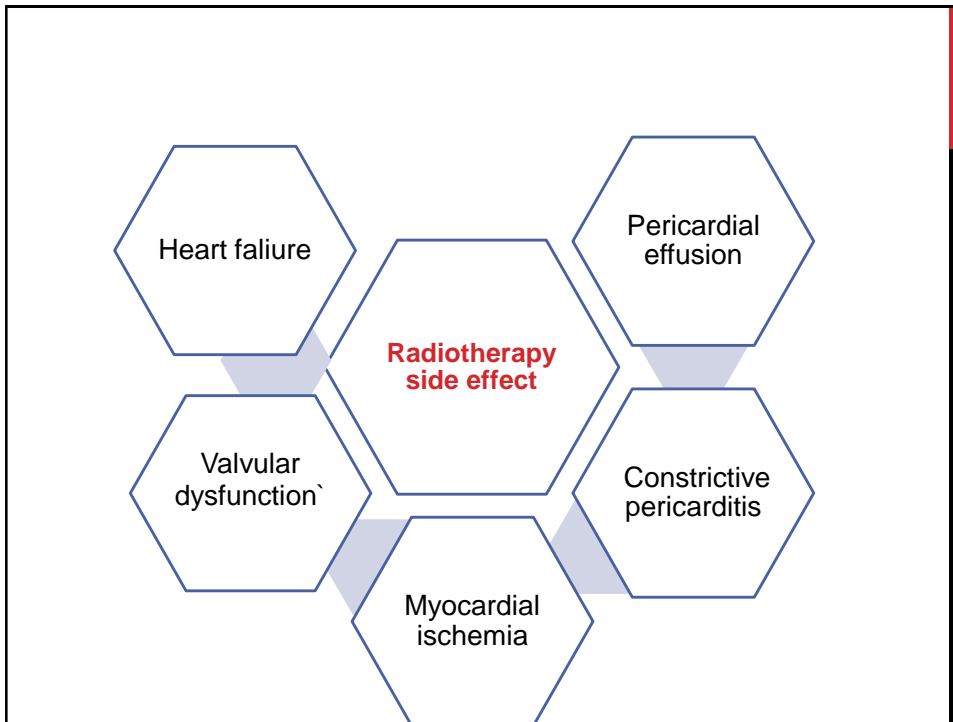 Heart faliure
Pericardial
effusion
Radiotherapy
side effect
Valvular
dysfunction`
Constrictive
pericarditis
Myocardial
ischemia